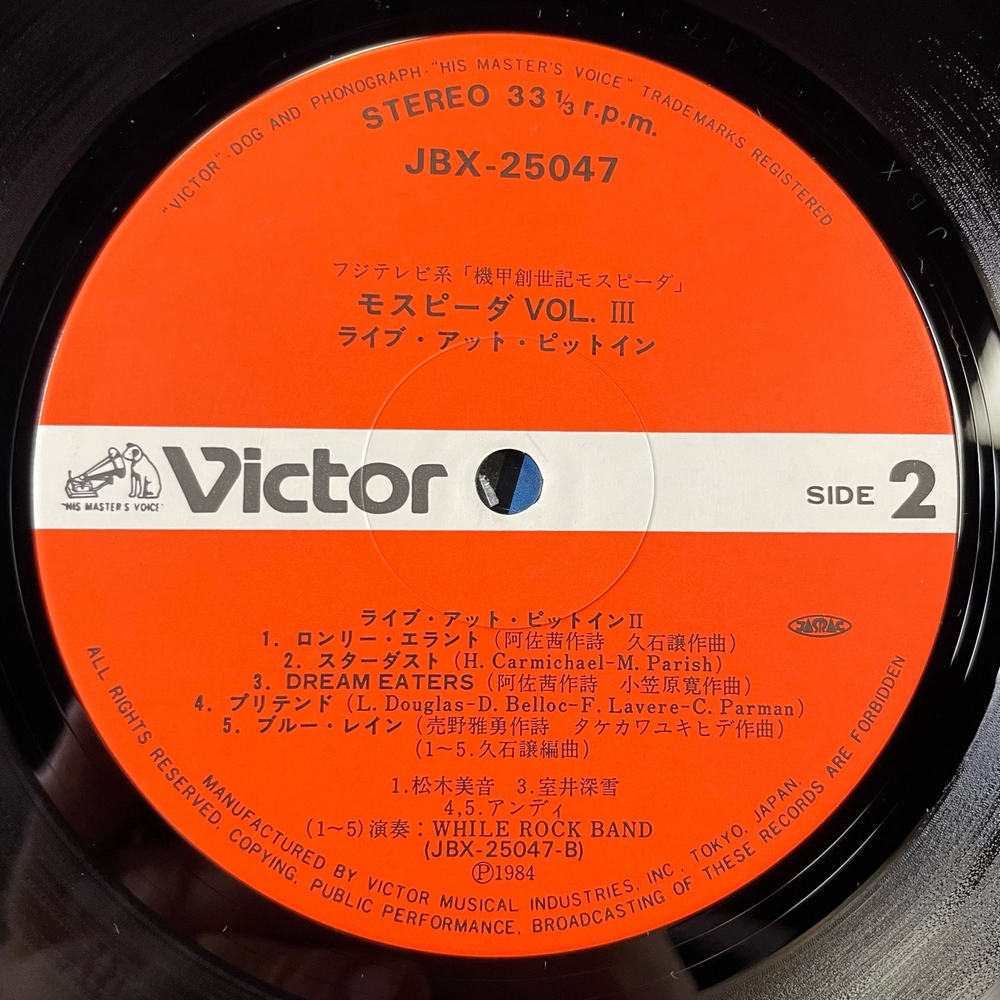 "VICTOR"·DOG AND PHONOGRAPH·"HIS MASTER'S VOICE" TRADEMARKS REGISTERED
STEREO 33 1/3 r.p.m.
JBX-25047
フジテレビ系「機甲創世記モスピーダ」
モスピーダ VOL. III
ライブ・アット・ピットイン
"HIS MASTER'S VOICE"
Victor
SIDE 2
ライブ・アット・ピットインII
JASRAC
1. ロンリー・エラント（阿佐茜作詩 久石譲作曲）
2. スターダスト（H. Carmichael-M. Parish）
3. DREAM EATERS（阿佐茜作詩 小笠原寛作曲）
4. プリテンド（L. Douglas-D. Belloc-F. Lavere-C. Parman）
5. ブルー・レイン（売野雅勇作詩 タケカワユキヒデ作曲）
（1〜5.久石譲編曲）
1.松木美音 3.室井深雪
4,5.アンディ
（1〜5）演奏：WHILE ROCK BAND
(JBX-25047-B)
Ⓟ1984
MANUFACTURED BY VICTOR MUSICAL INDUSTRIES, INC., TOKYO, JAPAN.
ALL RIGHTS RESERVED. COPYING, PUBLIC PERFORMANCE, BROADCASTING OF THESE RECORDS ARE FORBIDDEN.